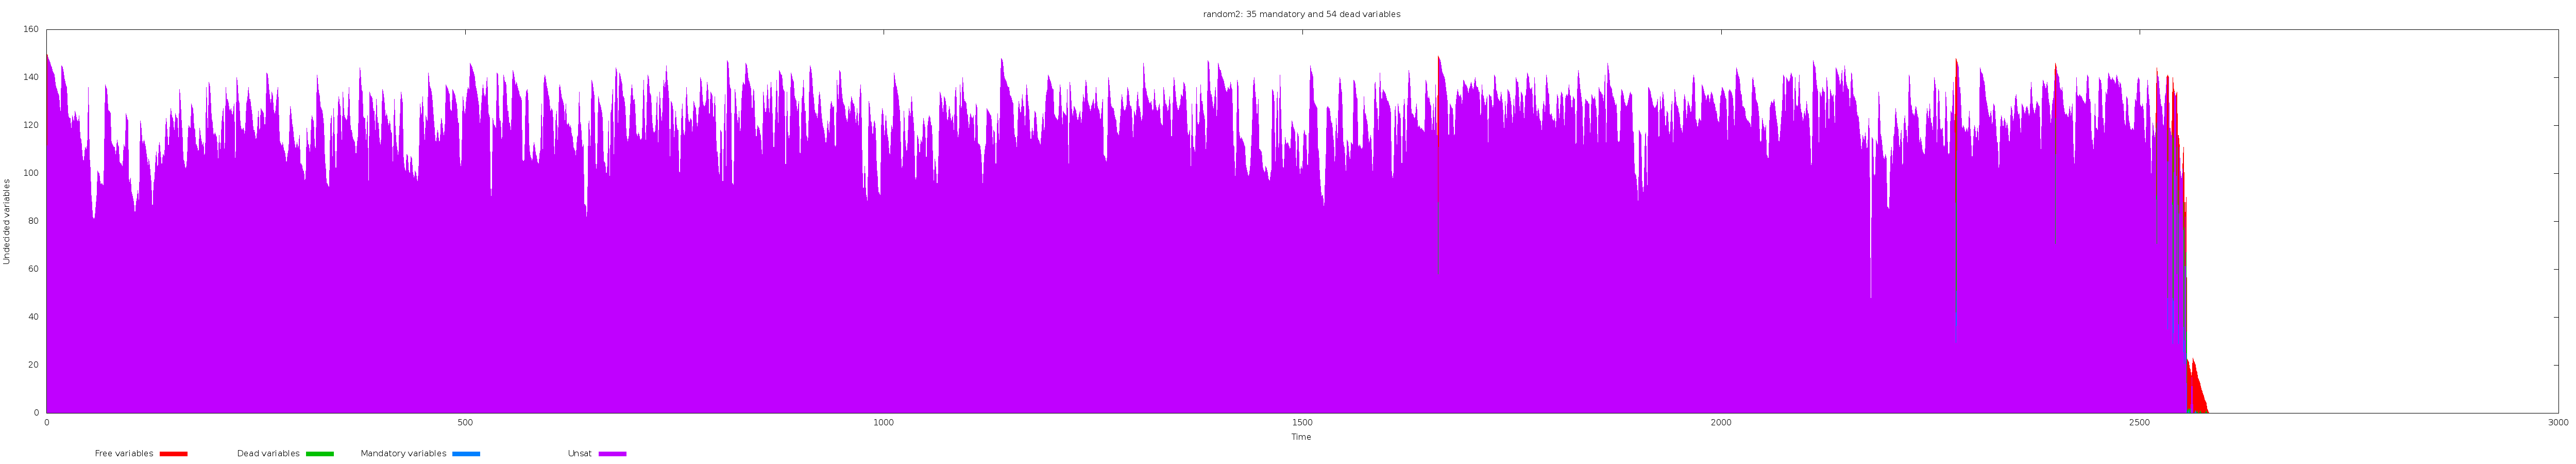 random2: 35 mandatory and 54 dead variables
160
140
120
100
80
60
40
20
0
Undecided variables
0 500 1000 1500 2000 2500 3000
Time
Free variables Dead variables Mandatory variables Unsat